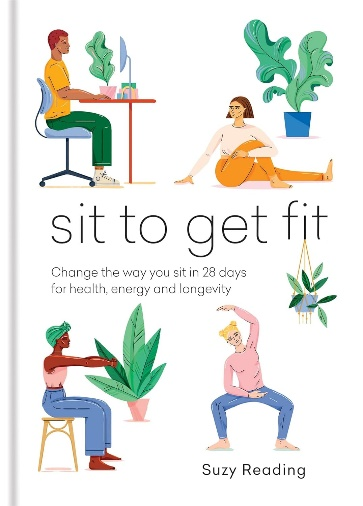 sit to get fit
Change the way you sit in 28 days
for health, energy and longevity
Suzy Reading